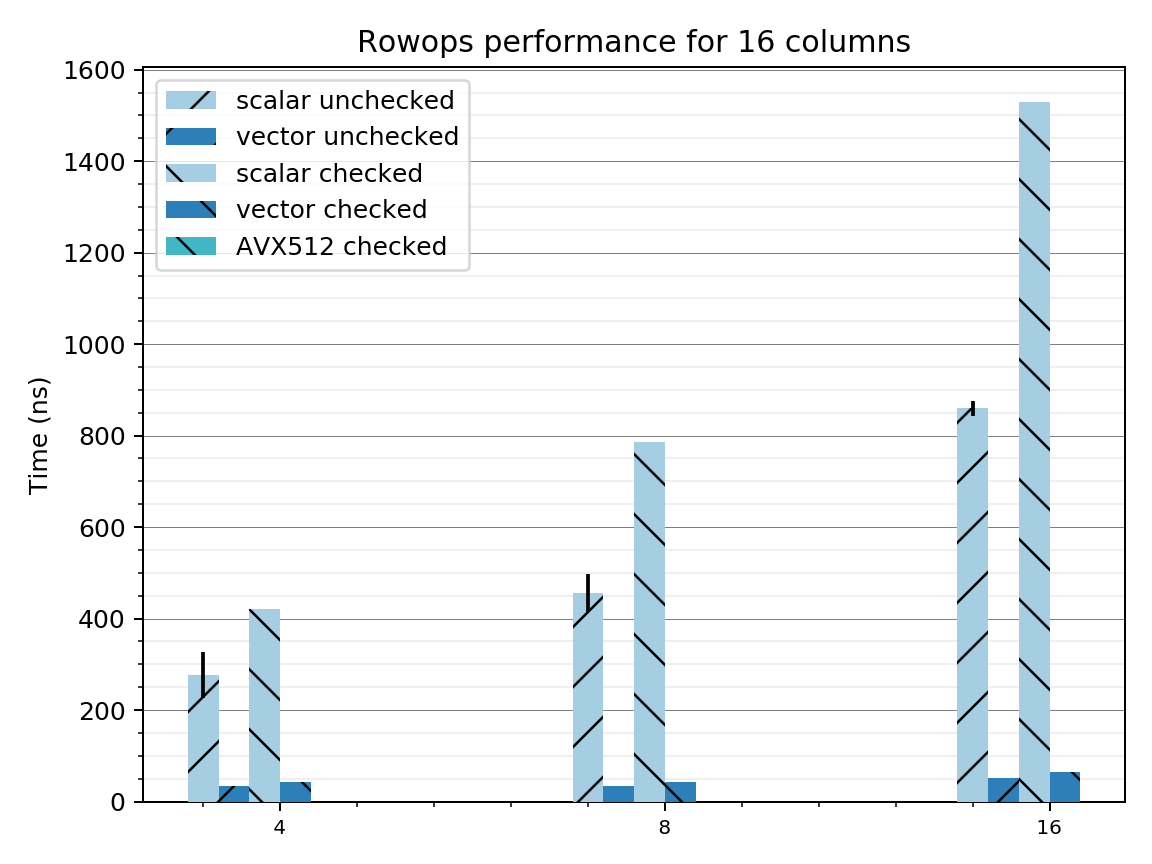 Rowops performance for 16 columns
1600
1400
1200
1000
800
600
400
200
0
Time (ns)
scalar unchecked
vector unchecked
scalar checked
vector checked
AVX512 checked
4 8 16